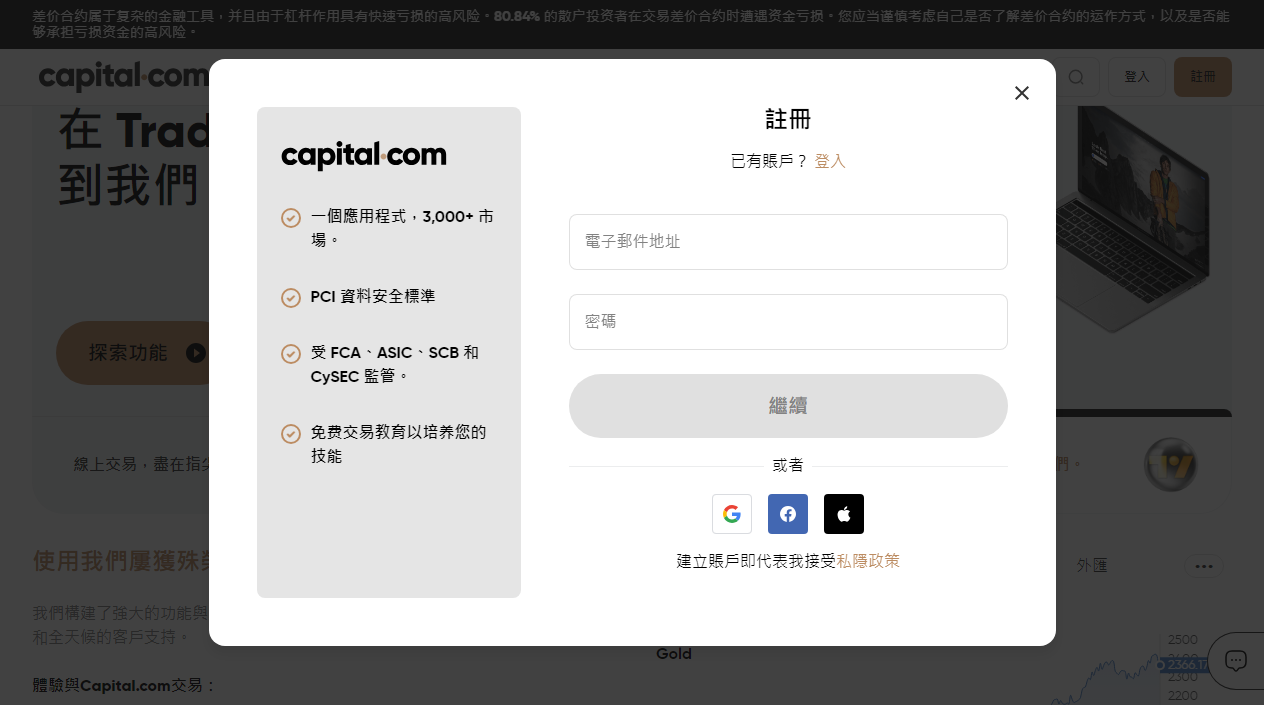 差价合约属于复杂的金融工具，并且由于杠杆作用具有快速亏损的高风险。80.84% 的散户投资者在交易差价合约时遭遇资金亏损。您应当谨慎考虑自己是否了解差价合约的运作方式，以及是否能
够承担亏损资金的高风险。
capital.com
登入
註冊
在 Trad
到我們
探索功能
線上交易，盡在指尖
們。
使用我們屢獲殊榮
外匯
我們構建了強大的功能與
和全天候的客戶支持。
體驗與Capital.com交易：
Gold
2500
2366.17
2300
2200
capital.com
一個應用程式，3,000+ 市
場。
PCI 資料安全標準
受 FCA、ASIC、SCB 和
CySEC 監管。
免费交易教育以培养您的
技能
註冊
已有賬戶？ 登入
電子郵件地址
密碼
繼續
或者
建立賬戶即代表我接受私隱政策